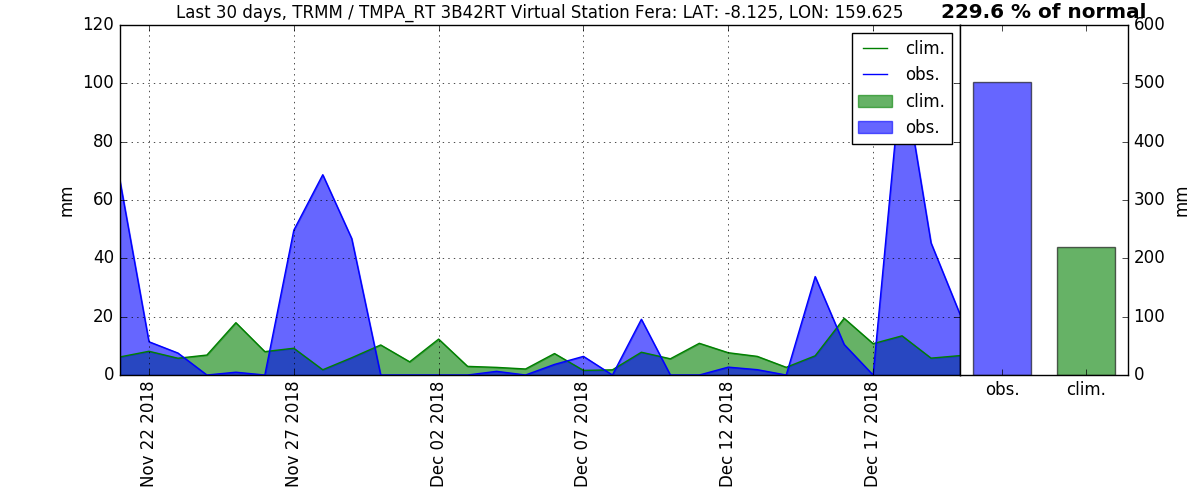 Last 30 days, TRMM / TMPA_RT 3B42RT Virtual Station Fera: LAT: -8.125, LON: 159.625
229.6 % of normal
120
100
80
60
40
20
0
mm
clim.
obs.
clim.
obs.
600
500
400
300
200
100
0
mm
Nov 22 2018
Nov 27 2018
Dec 02 2018
Dec 07 2018
Dec 12 2018
Dec 17 2018
obs.
clim.